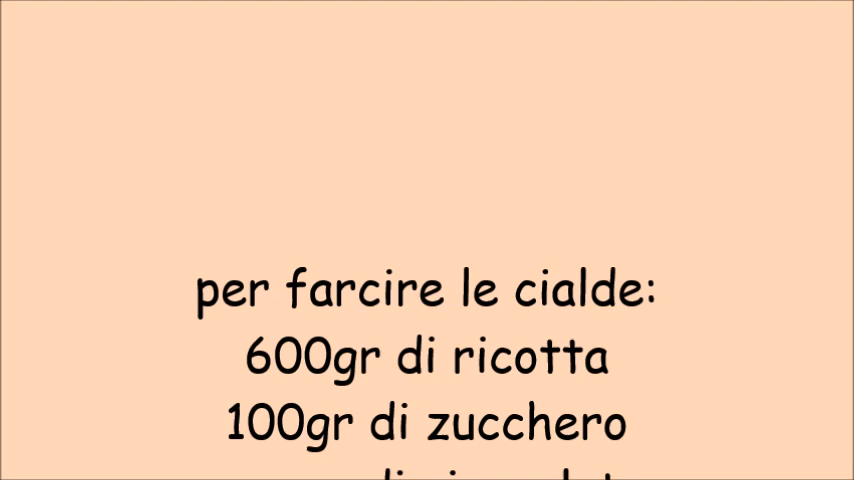 per farcire le cialde:
600gr di ricotta
100gr di zucchero